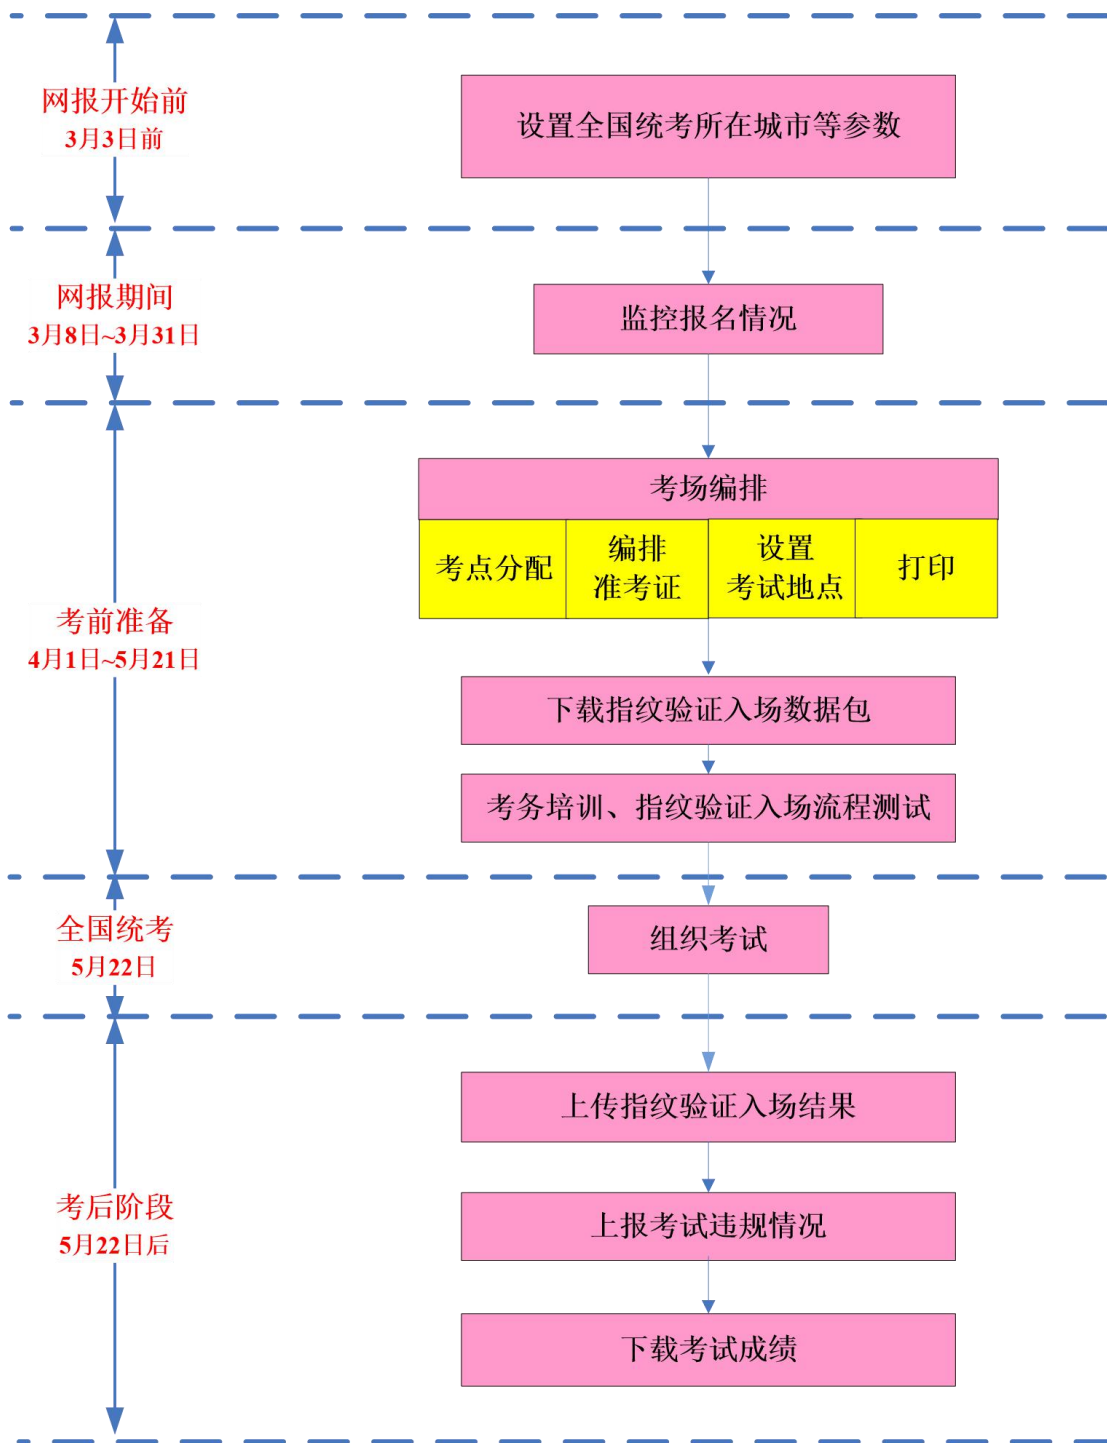 网报开始前
3月3日前
设置全国统考所在城市等参数
网报期间
3月8日~3月31日
监控报名情况
考前准备
4月1日~5月21日
考场编排
考点分配
编排
准考证
设置
考试地点
打印
下载指纹验证入场数据包
考务培训、指纹验证入场流程测试
全国统考
5月22日
组织考试
考后阶段
5月22日后
上传指纹验证入场结果
上报考试违规情况
下载考试成绩